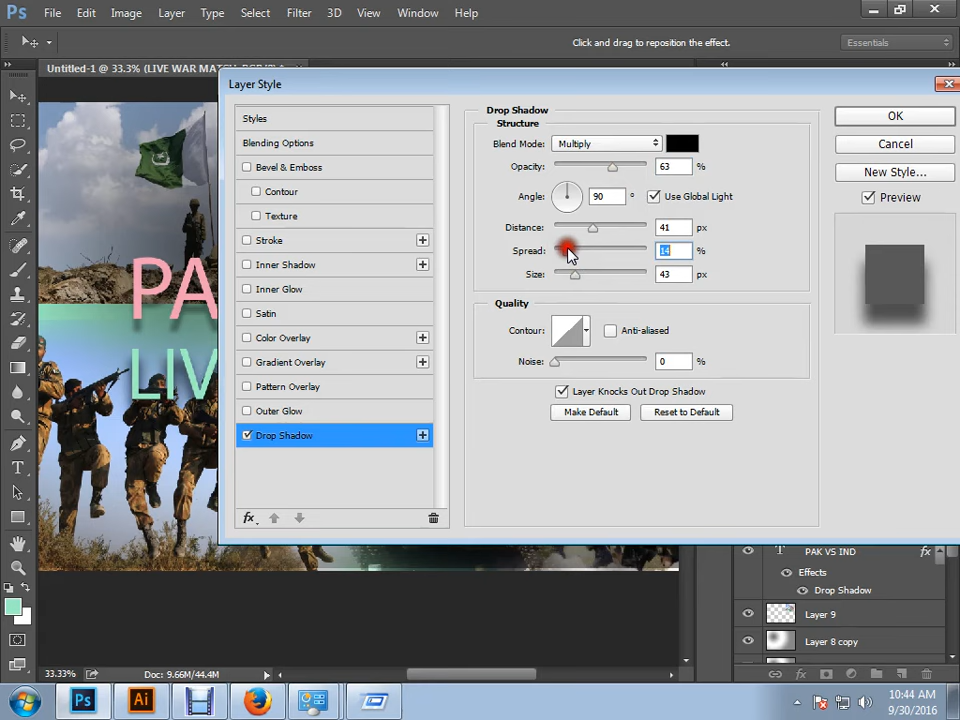 Ps File Edit Image Layer Type Select Filter 3D View Window Help
Click and drag to reposition the effect.
Essentials
Untitled-1 @ 33.3% (LIVE WAR MATCH, RGB/8) *
Layer Style
Styles
Blending Options
Bevel & Emboss
Contour
Texture
Stroke
Inner Shadow
Inner Glow
Satin
Color Overlay
Gradient Overlay
Pattern Overlay
Outer Glow
Drop Shadow
fx
Drop Shadow
Structure
Blend Mode: Multiply
Opacity: 63 %
Angle: 90 ° Use Global Light
Distance: 41 px
Spread: 14 %
Size: 43 px
Quality
Contour: Anti-aliased
Noise: 0 %
Layer Knocks Out Drop Shadow
Make Default Reset to Default
OK
Cancel
New Style...
Preview
PA
LIV
T PAK VS IND fx
Effects
Drop Shadow
Layer 9
Layer 8 copy
33.33% Doc: 9.66M/44.4M
Ps Ai
10:44 AM
9/30/2016